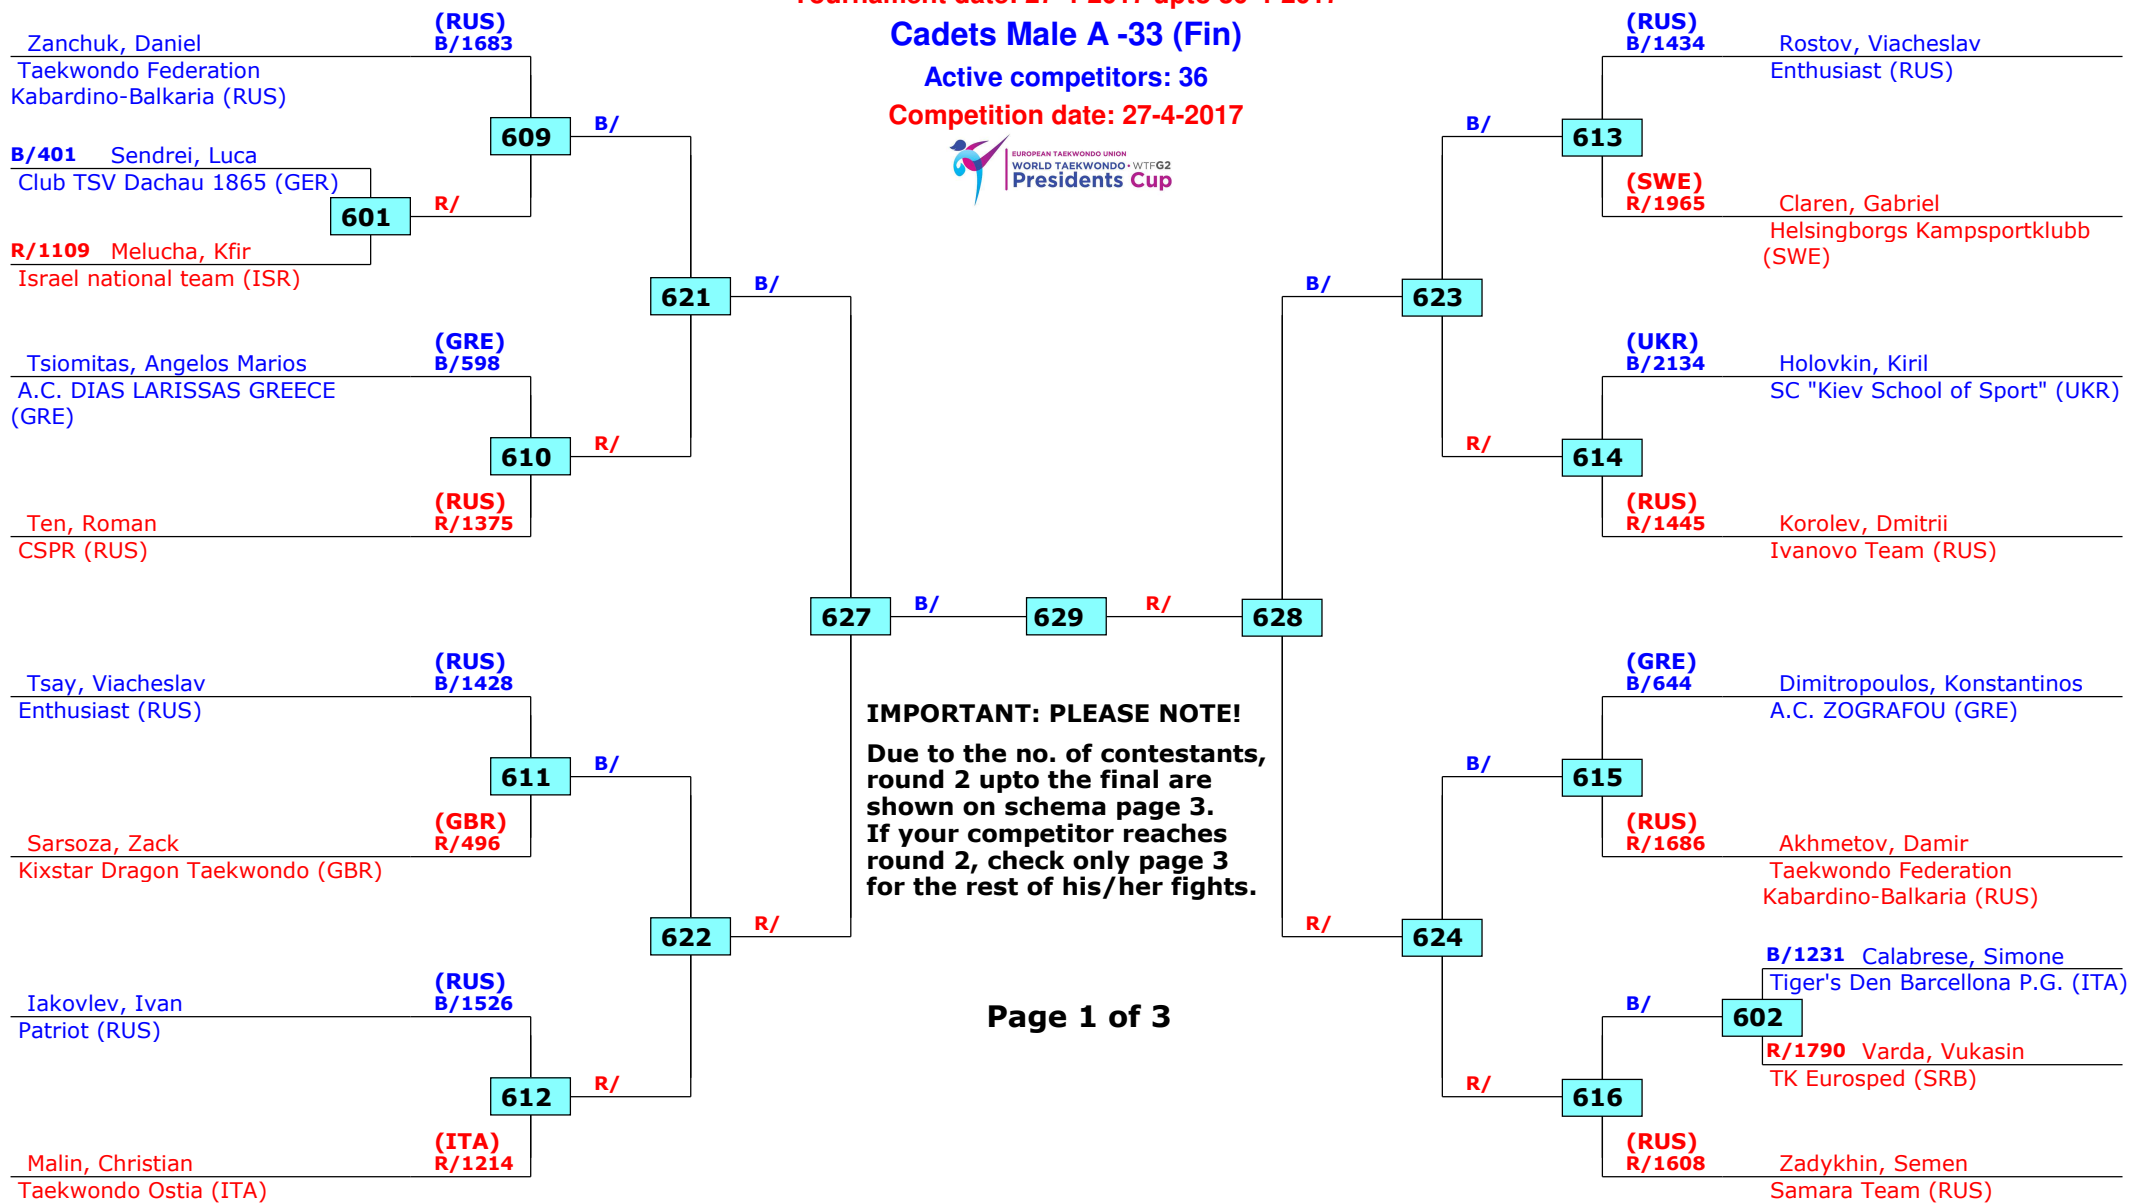 Tournament date: 27-4-2017 upto 30-4-2017
Cadets Male A -33 (Fin)
Active competitors: 36
Competition date: 27-4-2017
EUROPEAN TAEKWONDO UNION
WORLD TAEKWONDO • WTFG2
Presidents Cup
(RUS)
Zanchuk, Daniel B/1683
Taekwondo Federation
Kabardino-Balkaria (RUS)
609 B/
B/401 Sendrei, Luca
Club TSV Dachau 1865 (GER)
601 R/
R/1109 Melucha, Kfir
Israel national team (ISR)
621 B/
(GRE)
Tsiomitas, Angelos Marios B/598
A.C. DIAS LARISSAS GREECE
(GRE)
610 R/
(RUS)
Ten, Roman R/1375
CSPR (RUS)
627 B/ 629 R/ 628
(RUS)
Tsay, Viacheslav B/1428
Enthusiast (RUS)
611 B/
(GBR)
Sarsoza, Zack R/496
Kixstar Dragon Taekwondo (GBR)
622 R/
(RUS)
Iakovlev, Ivan B/1526
Patriot (RUS)
612 R/
(ITA)
Malin, Christian R/1214
Taekwondo Ostia (ITA)
IMPORTANT: PLEASE NOTE!
Due to the no. of contestants,
round 2 upto the final are
shown on schema page 3.
If your competitor reaches
round 2, check only page 3
for the rest of his/her fights.
Page 1 of 3
(RUS)
B/1434 Rostov, Viacheslav
Enthusiast (RUS)
B/ 613
(SWE)
R/1965 Claren, Gabriel
Helsingborgs Kampsportklubb
(SWE)
B/ 623
(UKR)
B/2134 Holovkin, Kiril
SC "Kiev School of Sport" (UKR)
R/ 614
(RUS)
R/1445 Korolev, Dmitrii
Ivanovo Team (RUS)
(GRE)
B/644 Dimitropoulos, Konstantinos
A.C. ZOGRAFOU (GRE)
B/ 615
(RUS)
R/1686 Akhmetov, Damir
Taekwondo Federation
Kabardino-Balkaria (RUS)
R/ 624
B/1231 Calabrese, Simone
Tiger's Den Barcellona P.G. (ITA)
B/ 602
R/1790 Varda, Vukasin
TK Eurosped (SRB)
R/ 616
(RUS)
R/1608 Zadykhin, Semen
Samara Team (RUS)